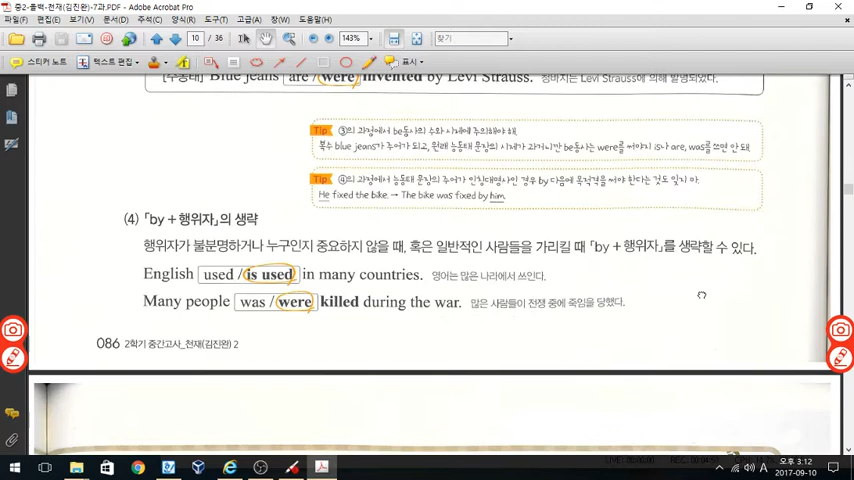 중2-올백-천재(김진완)-7과.PDF - Adobe Acrobat Pro
파일(F) 편집(E) 보기(V) 문서(D) 주석(C) 양식(R) 도구(T) 고급(A) 창(W) 도움말(H)
10 / 36 143% 찾기
스티커 노트 텍스트 편집 표시
[수동태] Blue jeans are / were invented by Levi Strauss. 청바지는 Levi Strauss에 의해 발명되었다.
Tip ③의 과정에서 be동사의 수와 시제에 주의해야 해.
복수 blue jeans가 주어가 되고, 원래 능동태 문장의 시제가 과거니깐 be동사는 were를 써야지 is나 are, was를 쓰면 안 돼
Tip ④의 과정에서 능동태 문장의 주어가 인칭대명사인 경우 by 다음에 목적격을 써야 한다는 것도 잊지 마.
He fixed the bike. → The bike was fixed by him.
(4) 「by + 행위자」의 생략
행위자가 불분명하거나 누구인지 중요하지 않을 때, 혹은 일반적인 사람들을 가리킬 때 「by + 행위자」를 생략할 수 있다.
English used / is used in many countries. 영어는 많은 나라에서 쓰인다.
Many people was / were killed during the war. 많은 사람들이 전쟁 중에 죽임을 당했다.
086 2학기 중간고사_천재(김진완) 2
A 오후 3:12
2017-09-10